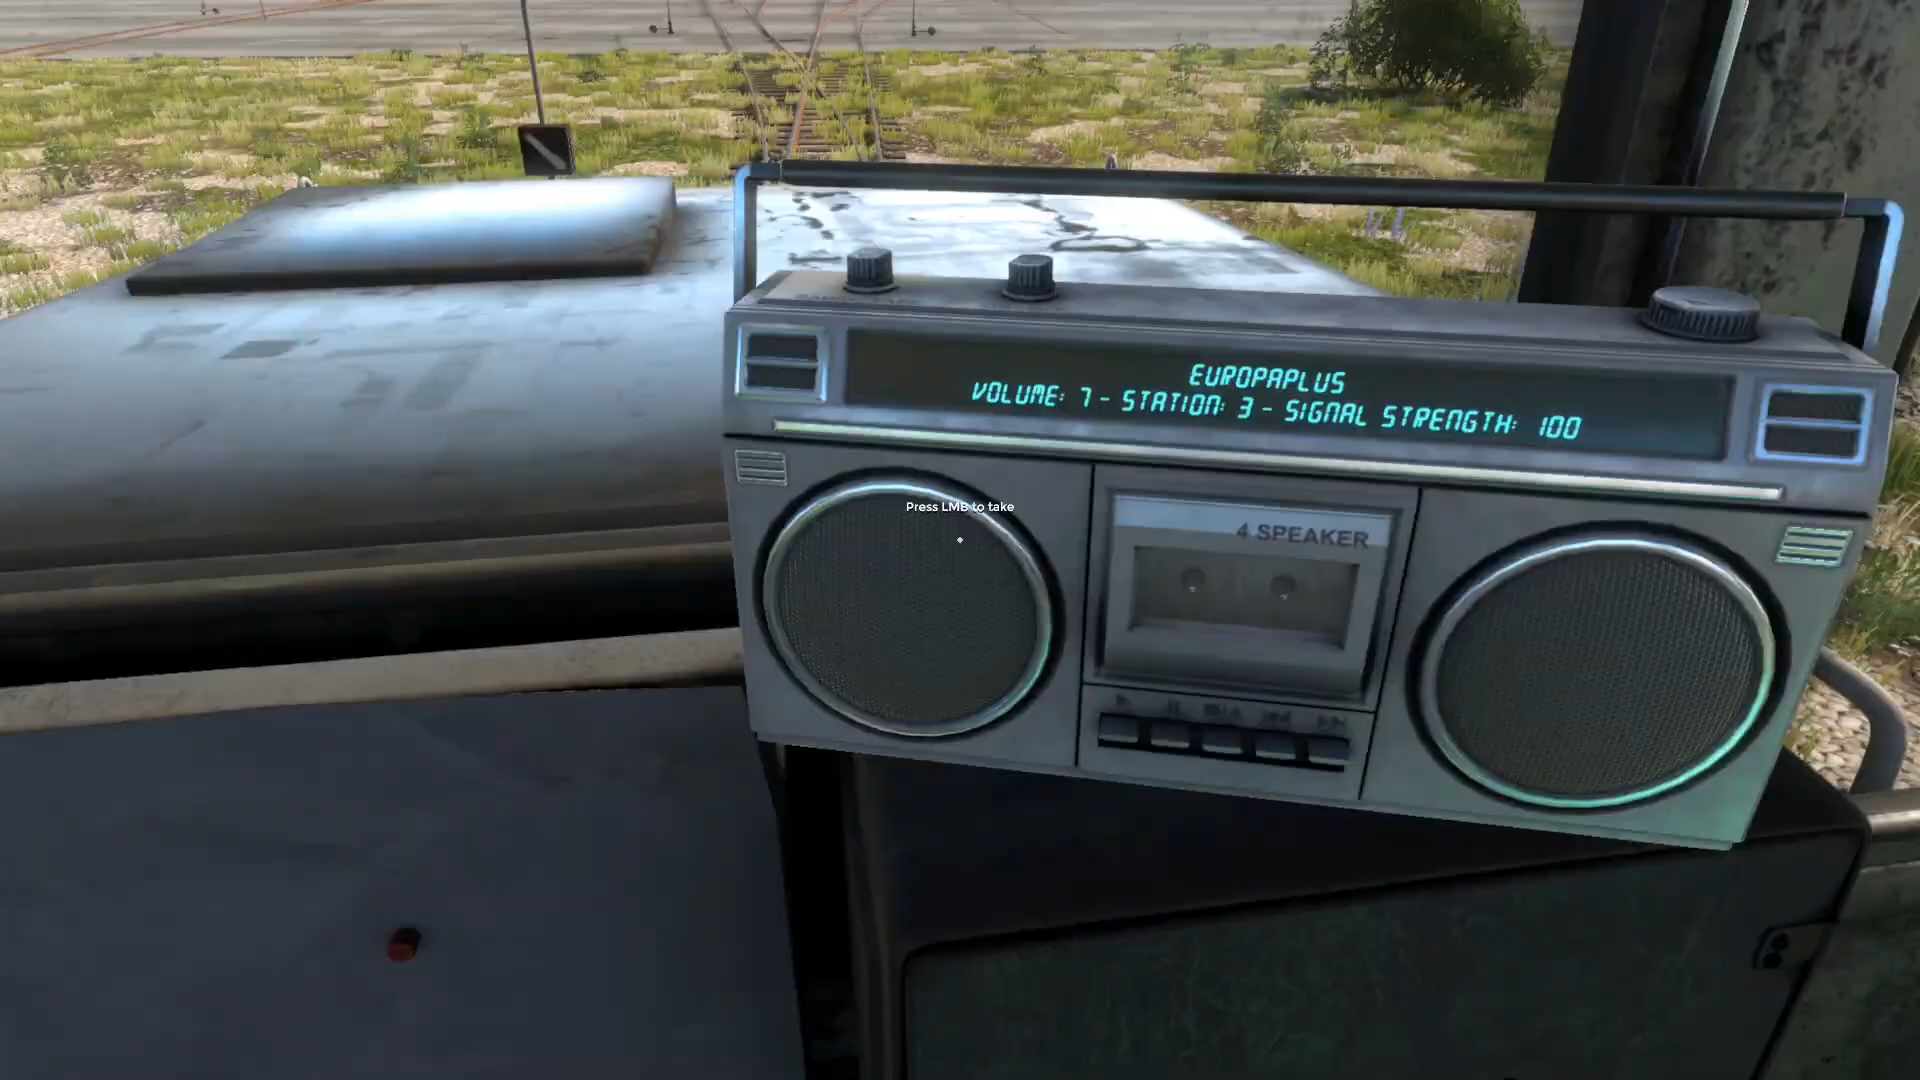 EUROPAPLUS
VOLUME: 7 - STATION: 3 - SIGNAL STRENGTH: 100
Press LMB to take
4 SPEAKER